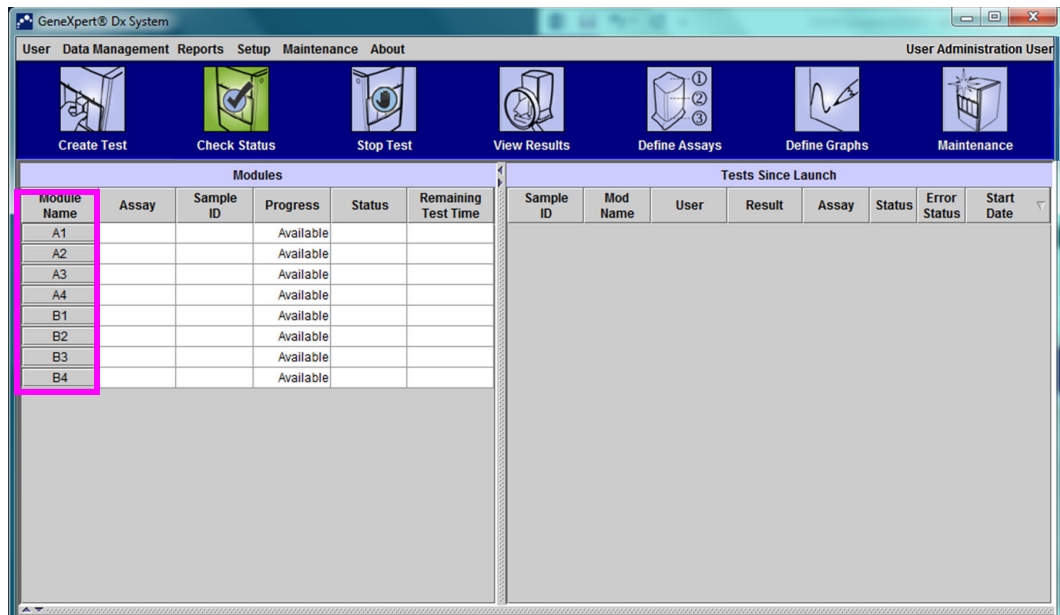 GeneXpert® Dx System
User Data Management Reports Setup Maintenance About User Administration User
Create Test Check Status Stop Test View Results Define Assays Define Graphs Maintenance
①
②
③
Modules Tests Since Launch
Module Name Assay Sample ID Progress Status Remaining Test Time Sample ID Mod Name User Result Assay Status Error Status Start Date
A1 Available
A2 Available
A3 Available
A4 Available
B1 Available
B2 Available
B3 Available
B4 Available